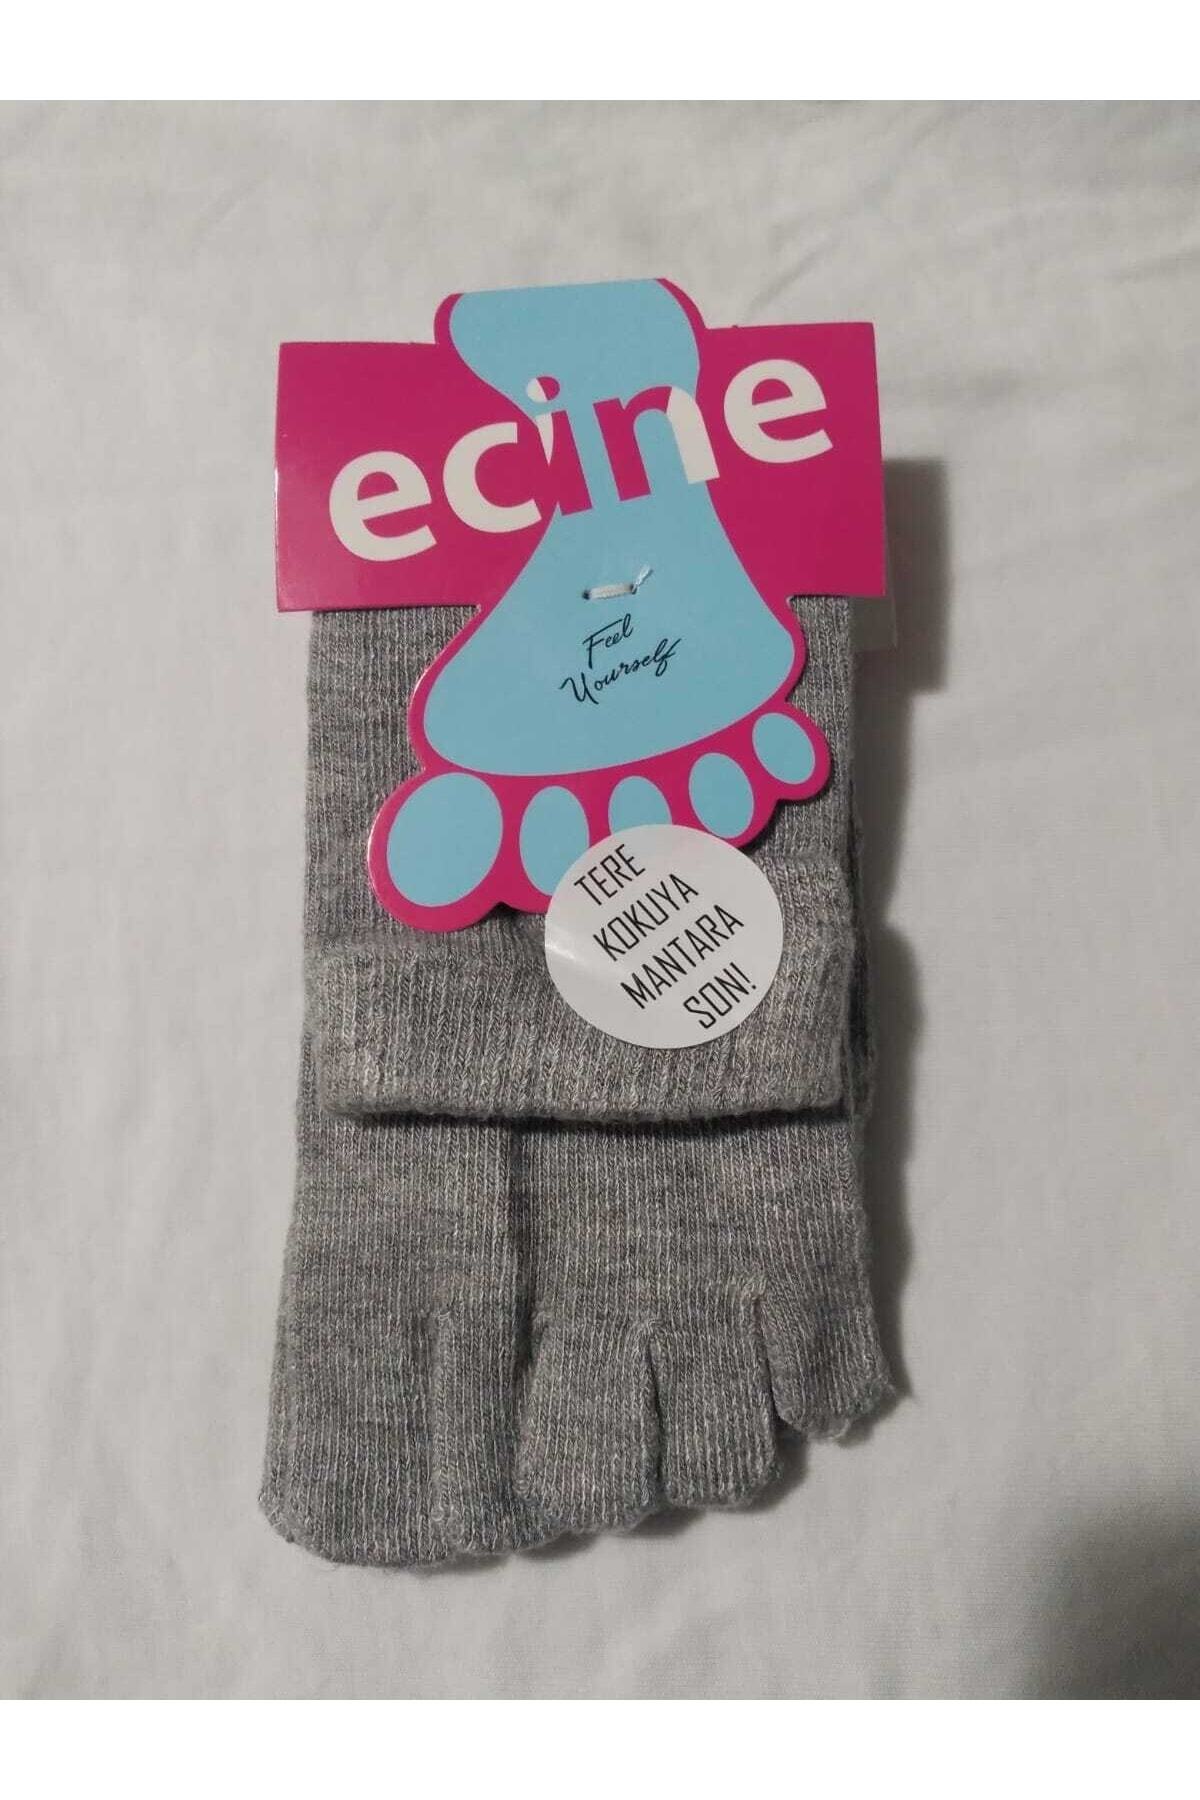 ecine
Feel
Yourself
TERE
KOKUYA
MANTARA
SON!